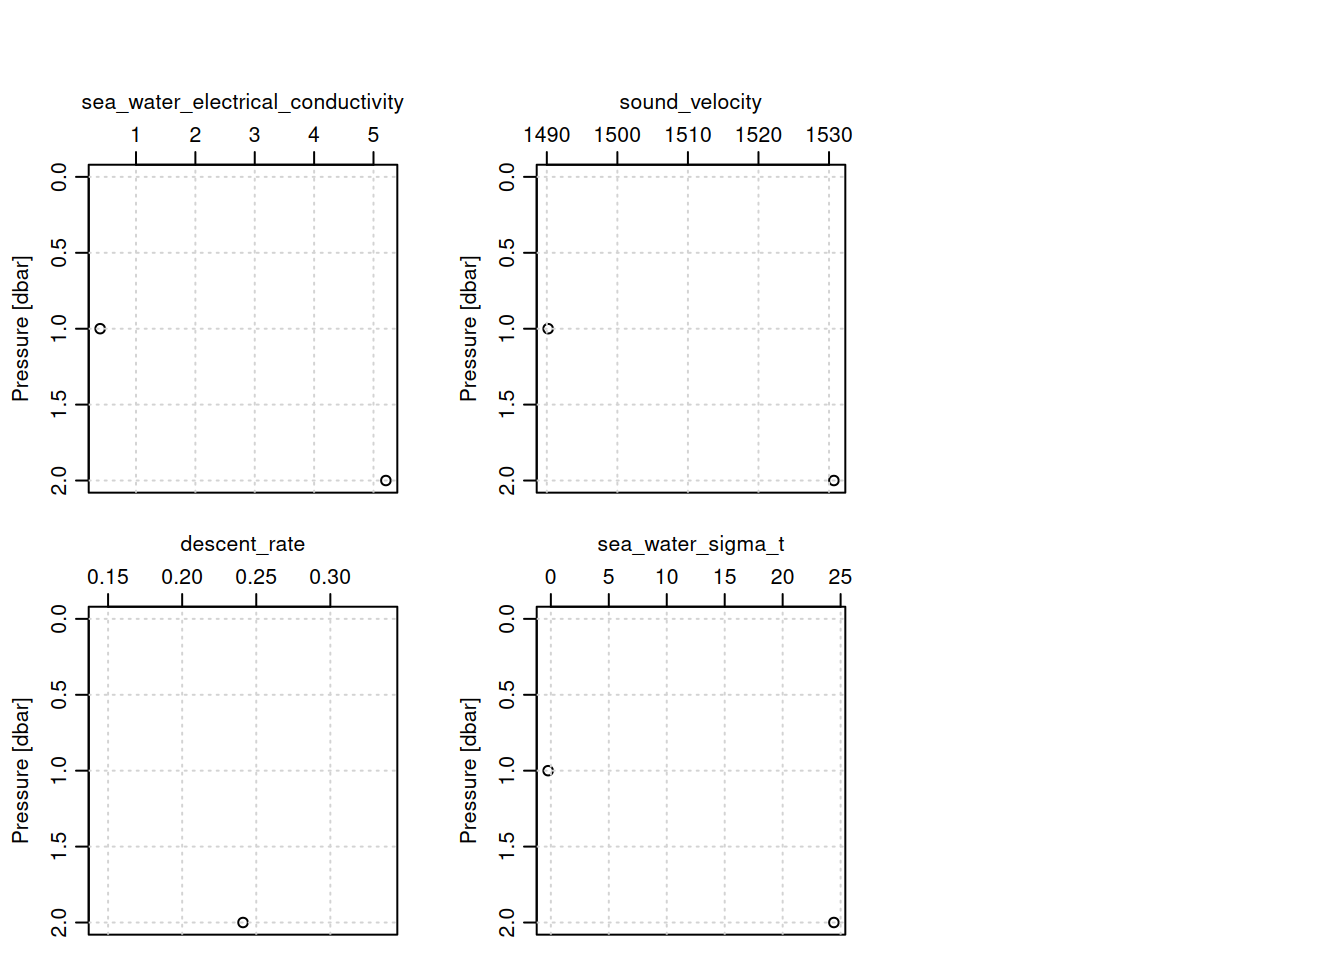 sea_water_electrical_conductivity
1 2 3 4 5
Pressure [dbar]
0.0
0.5
1.0
1.5
2.0
sound_velocity
1490 1500 1510 1520 1530
Pressure [dbar]
0.0
0.5
1.0
1.5
2.0
descent_rate
0.15 0.20 0.25 0.30
Pressure [dbar]
0.0
0.5
1.0
1.5
2.0
sea_water_sigma_t
0 5 10 15 20 25
Pressure [dbar]
0.0
0.5
1.0
1.5
2.0